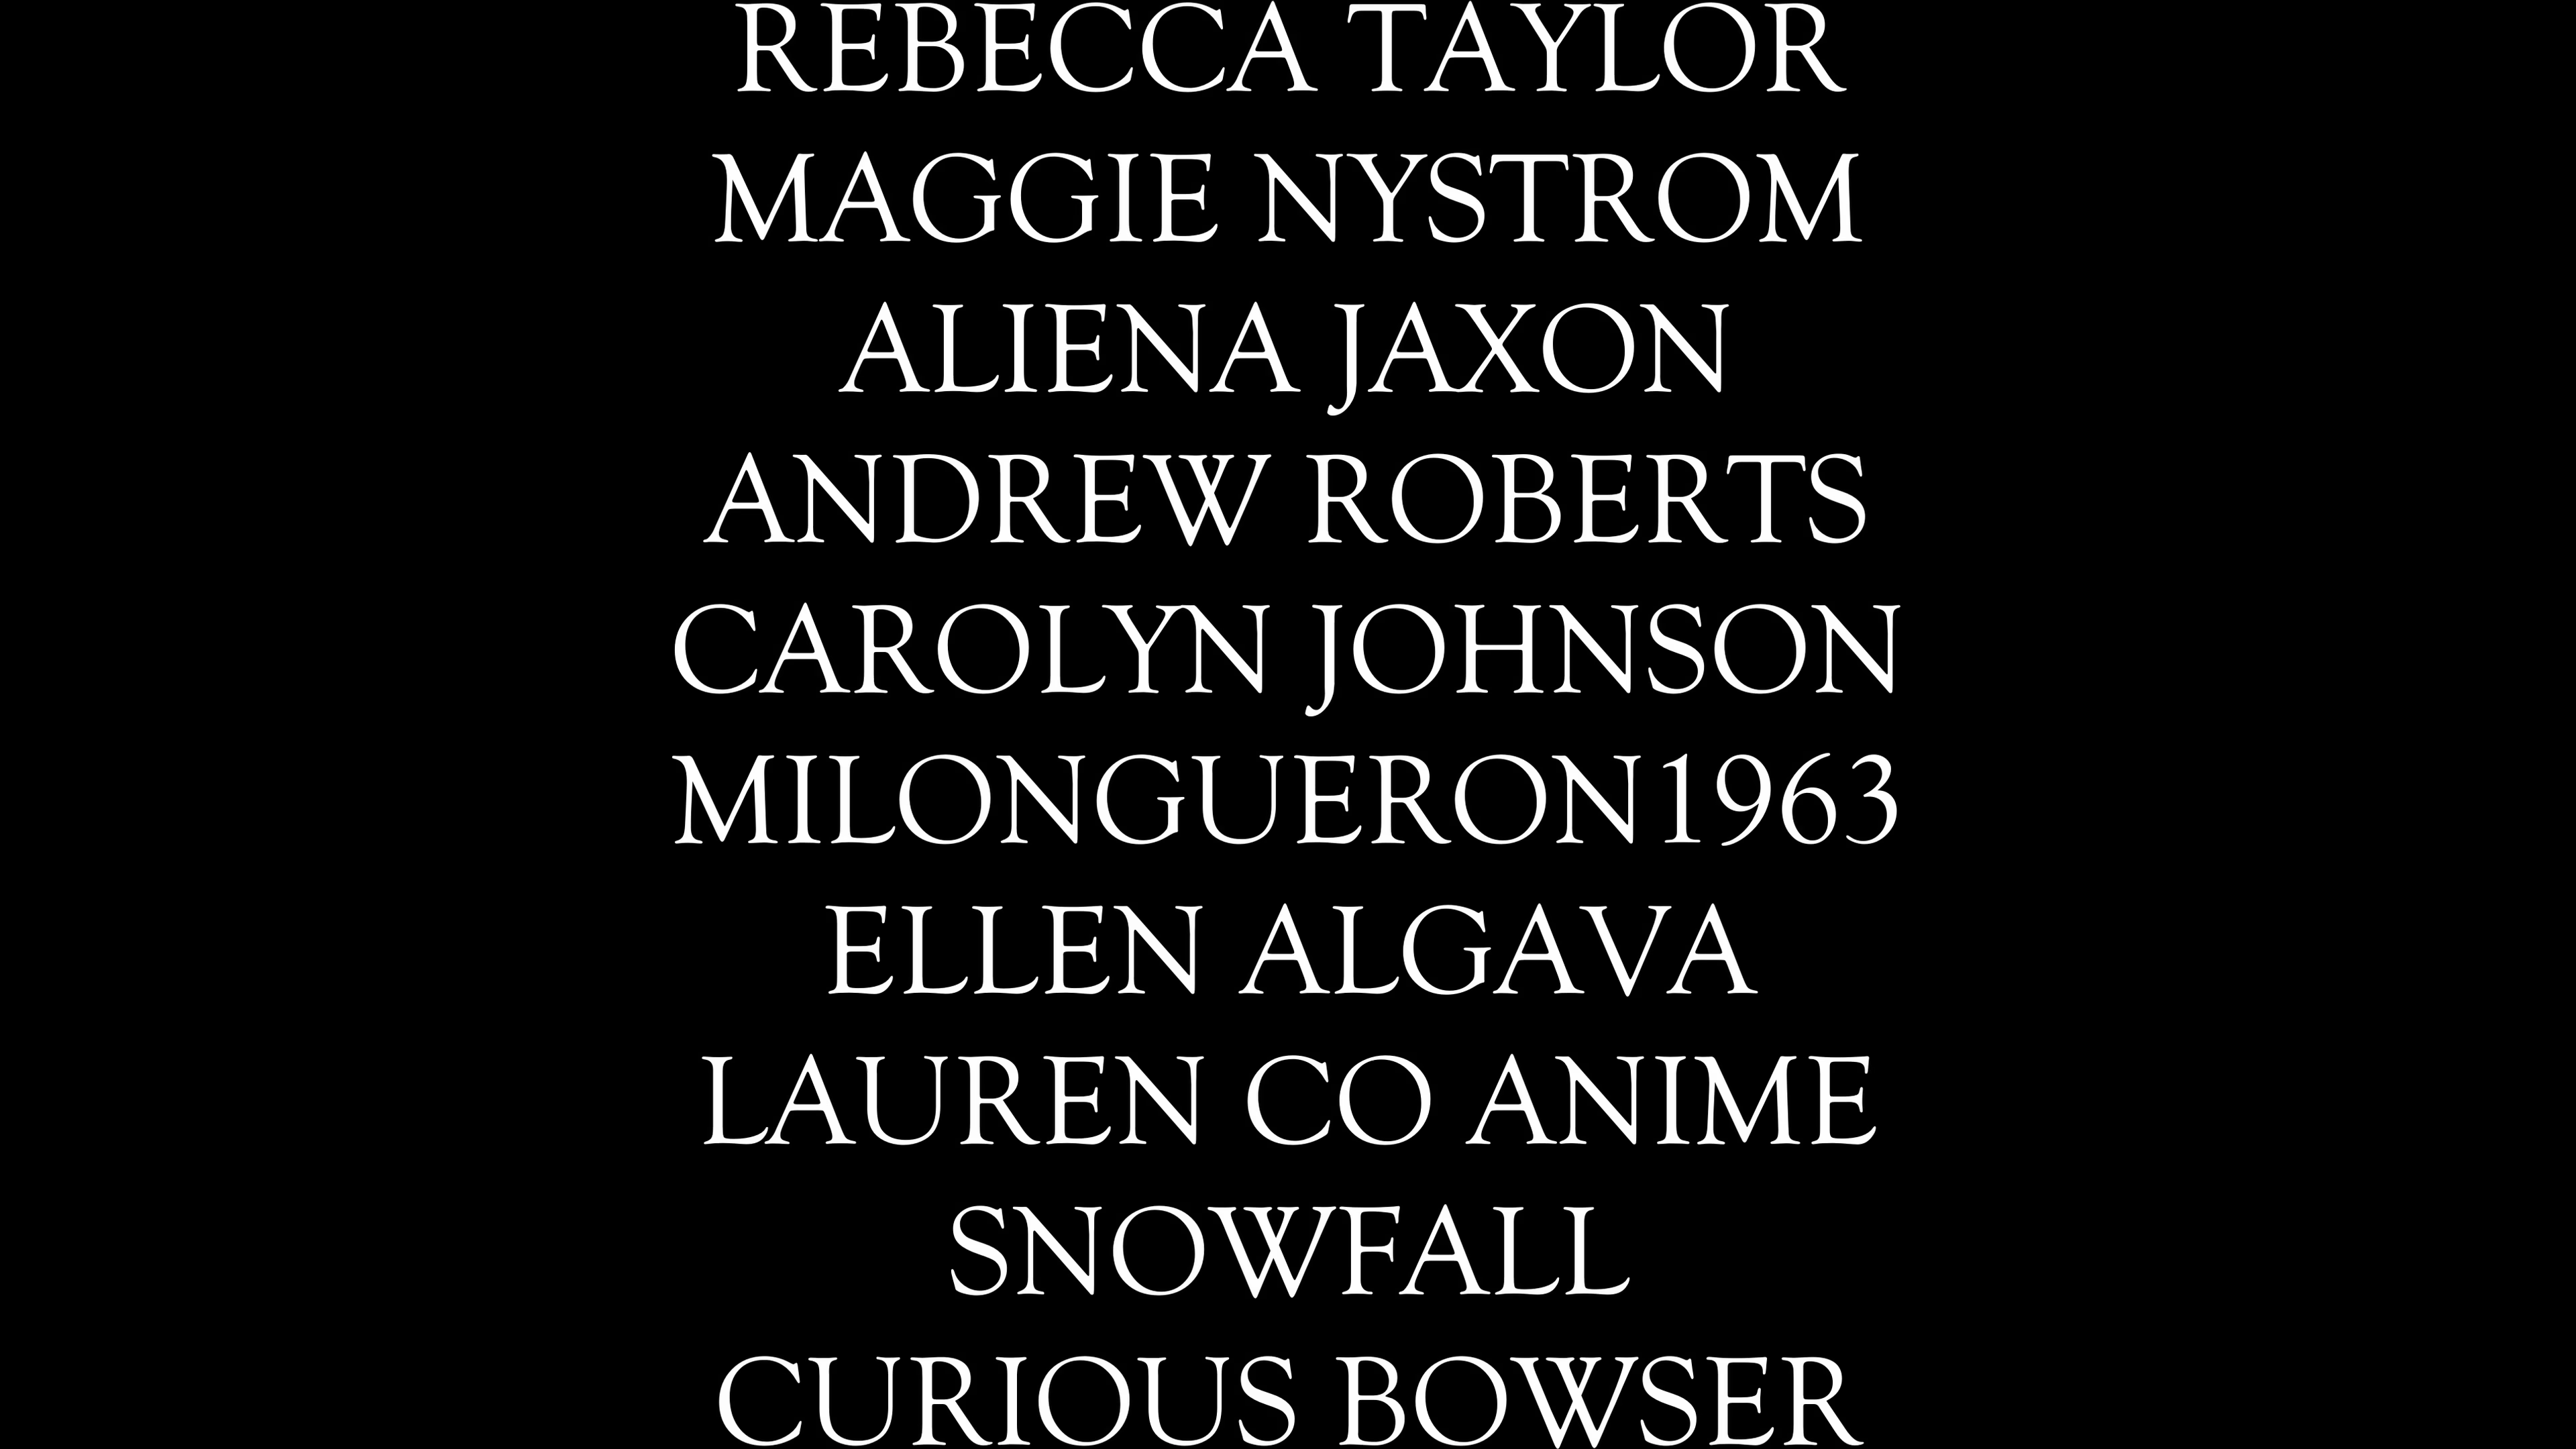 REBECCA TAYLOR
MAGGIE NYSTROM
ALIENA JAXON
ANDREW ROBERTS
CAROLYN JOHNSON
MILONGUERON1963
ELLEN ALGAVA
LAUREN CO ANIME
SNOWFALL
CURIOUS BOWSER